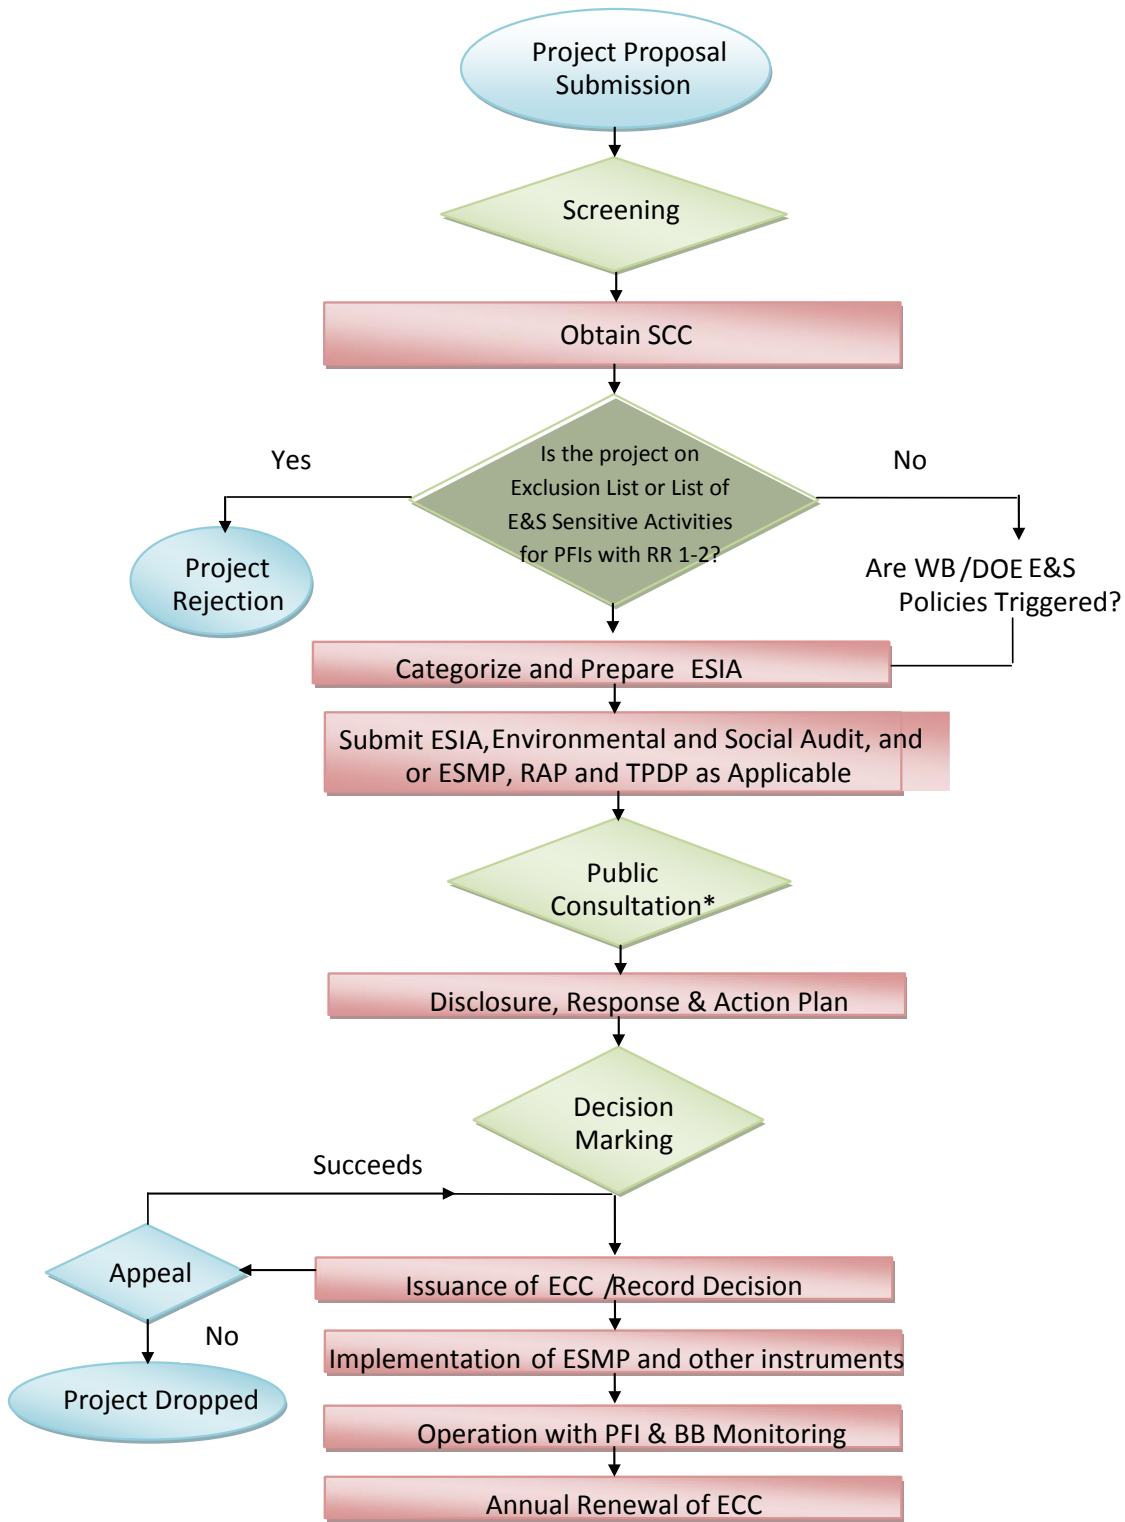 Project Proposal
Submission
Screening
Obtain SCC
Is the project on
Exclusion List or List of
E&S Sensitive Activities
for PFIs with RR 1-2?
Yes
No
Project
Rejection
Are WB/DOE E&S
Policies Triggered?
Categorize and Prepare ESIA
Submit ESIA, Environmental and Social Audit, and
or ESMP, RAP and TPDP as Applicable
Public
Consultation*
Disclosure, Response & Action Plan
Decision
Marking
Succeeds
Appeal
Issuance of ECC /Record Decision
No
Implementation of ESMP and other instruments
Project Dropped
Operation with PFI & BB Monitoring
Annual Renewal of ECC